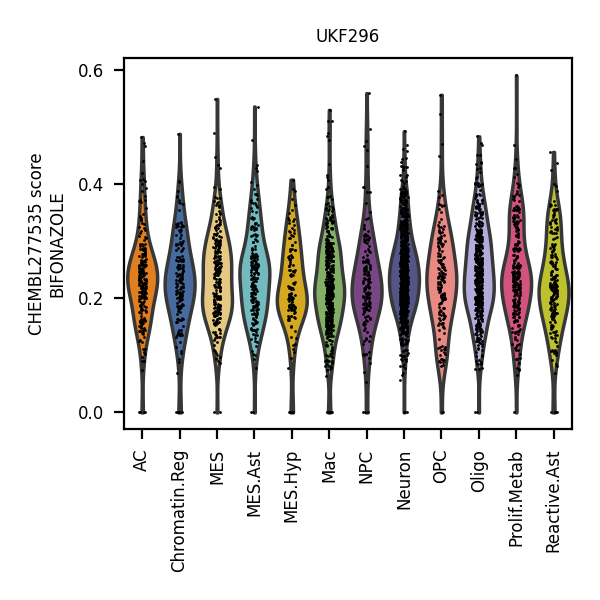 UKF296
CHEMBL277535 score
BIFONAZOLE
0.6
0.4
0.2
0.0
AC
Chromatin.Reg
MES
MES.Ast
MES.Hyp
Mac
NPC
Neuron
OPC
Oligo
Prolif.Metab
Reactive.Ast